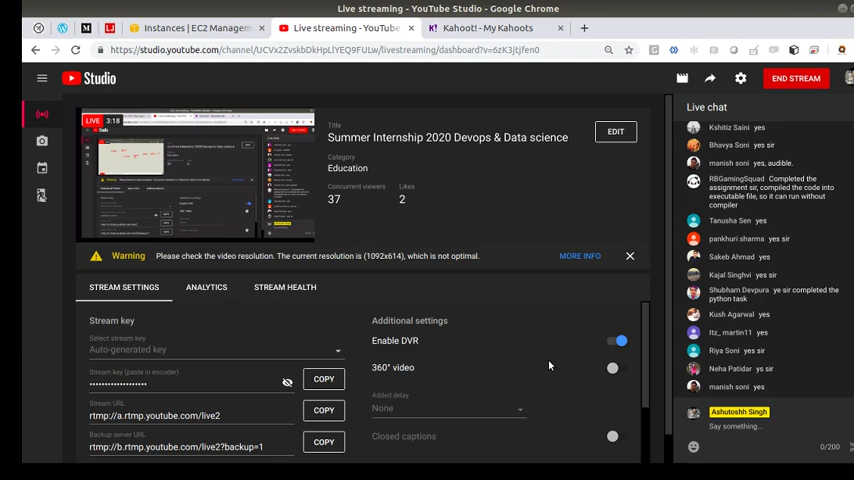 Live streaming - YouTube Studio - Google Chrome
Instances | EC2 Managem
Live streaming - YouTube
Kahoot! - My Kahoots
https://studio.youtube.com/channel/UCVx2ZvskbDkHpLlYEQ9FULw/livestreaming/dashboard?v=6zK3jtjfen0
Studio
END STREAM
LIVE 3:18
Title
Summer Internship 2020 Devops & Data science
EDIT
Category
Education
Concurrent viewers
Likes
37
2
Warning Please check the video resolution. The current resolution is (1092x614), which is not optimal. MORE INFO
STREAM SETTINGS
ANALYTICS
STREAM HEALTH
Stream key
Select stream key
Auto-generated key
Stream key (paste in encoder)
COPY
Stream URL
rtmp://a.rtmp.youtube.com/live2
COPY
Backup server URL
rtmp://b.rtmp.youtube.com/live2?backup=1
COPY
Additional settings
Enable DVR
360° video
Added delay
None
Closed captions
Live chat
Kshitiz Saini yes
Bhavya Soni yes
manish soni yes, audible.
RBGamingSquad Completed the
assignment sir, compiled the code into
executable file, so it can run without
compiler
Tanusha Sen yes
pankhuri sharma yes sir
Sakeb Ahmad yes
Kajal Singhvi yes sir
Shubham Devpura ye sir completed the
python task
Kush Agarwal yes
Itz_ martin11 yes
Riya Soni yes
Neha Patidar ys sir
manish soni yes
Ashutoshh Singh
Say something...
0/200